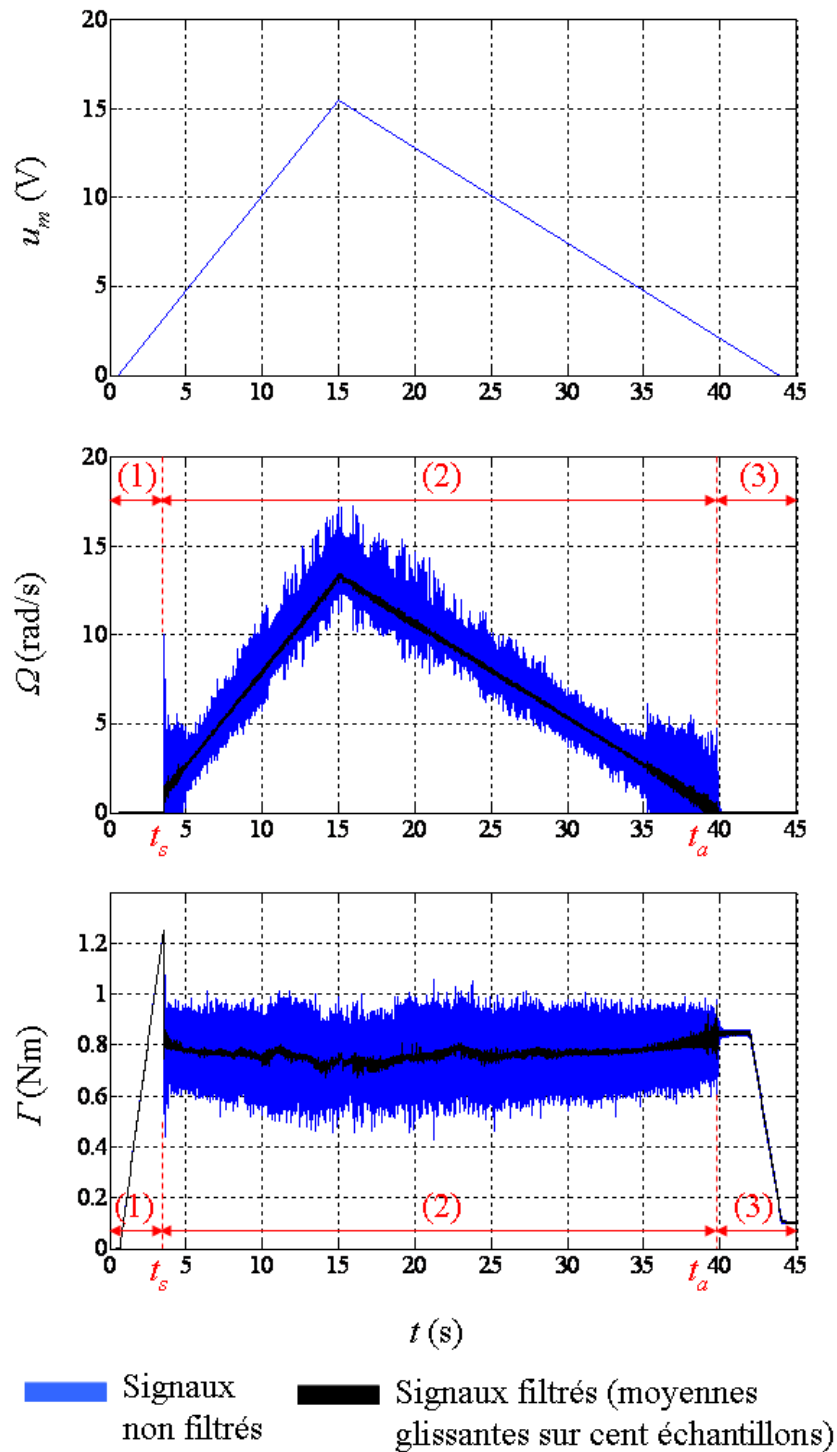 20
15
10
5
0
u_m (V)
0 5 10 15 20 25 30 35 40 45
20
15
10
5
0
Ω (rad/s)
(1) (2) (3)
0 5 10 15 20 25 30 35 40 45
t_s t_a
1.2
1
0.8
0.6
0.4
0.2
0
Γ (Nm)
(1) (2) (3)
0 5 10 15 20 25 30 35 40 45
t_s t_a
t (s)
Signaux
non filtrés
Signaux filtrés (moyennes
glissantes sur cent échantillons)